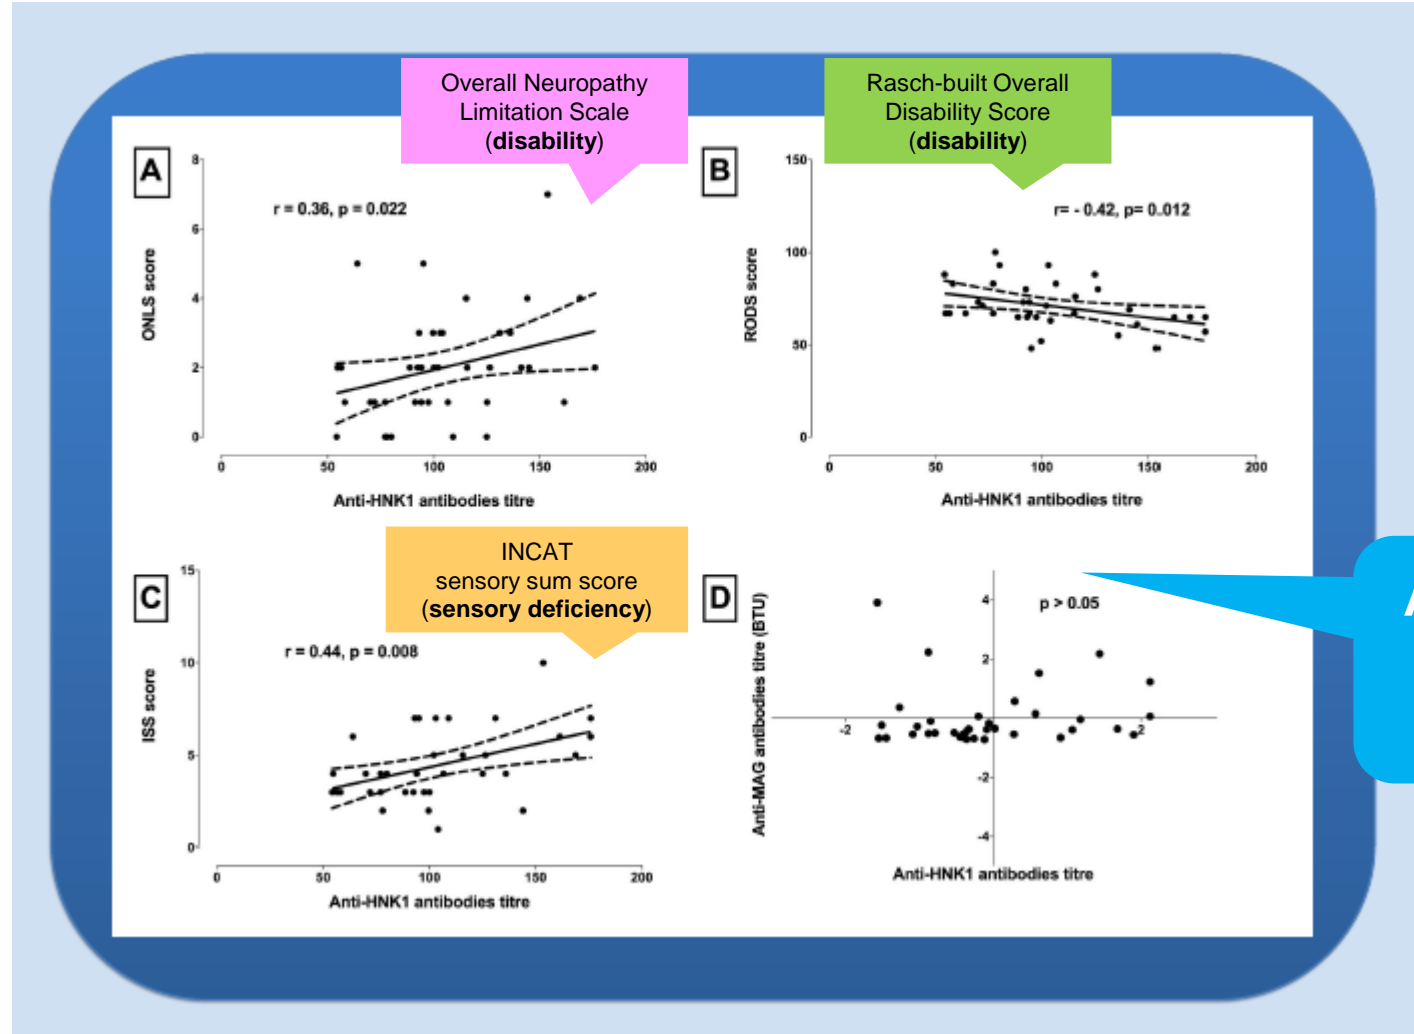 Overall Neuropathy
Limitation Scale
(disability)
Rasch-built Overall
Disability Score
(disability)
A
8
6
4
2
0
ONLS score
r = 0.36, p = 0.022
0 50 100 150 200
Anti-HNK1 antibodies titre
B
150
100
50
0
RODS score
r= - 0.42, p= 0.012
0 50 100 150 200
Anti-HNK1 antibodies titre
INCAT
sensory sum score
(sensory deficiency)
C
15
10
5
0
ISS score
r = 0.44, p = 0.008
0 50 100 150 200
Anti-HNK1 antibodies titre
D
Anti-MAG antibodies titre (BTU)
p > 0.05
4
2
-2 2
-2
-4
Anti-HNK1 antibodies titre